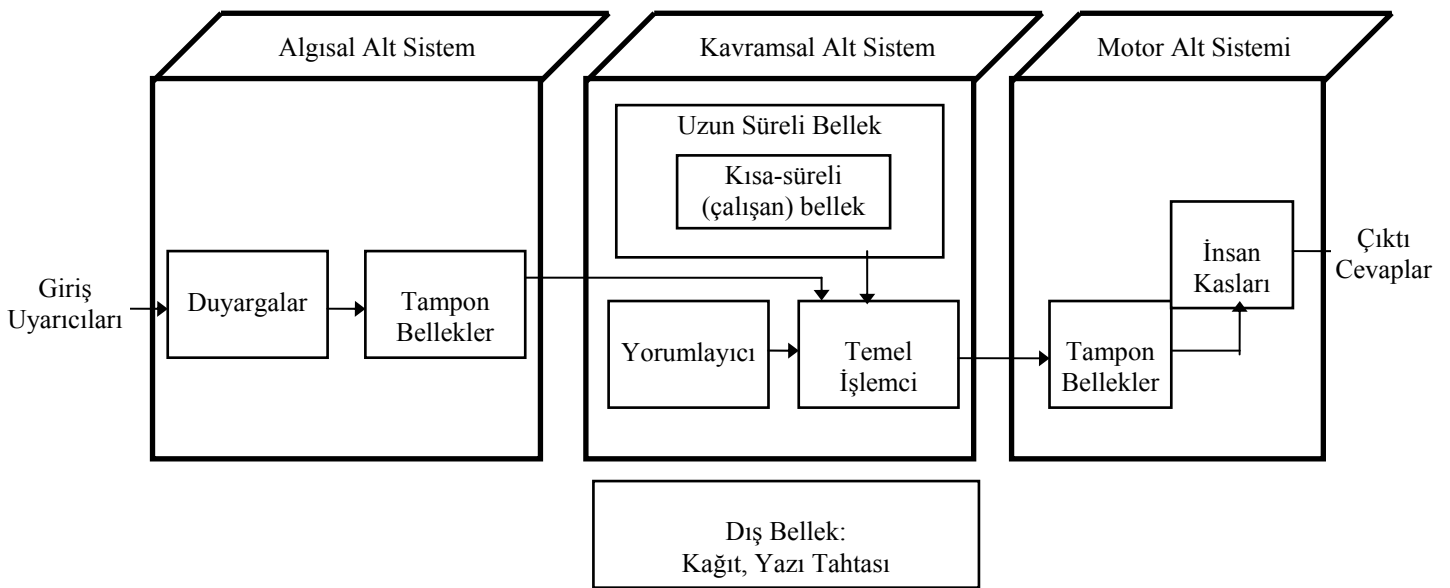 Algısal Alt Sistem
Kavramsal Alt Sistem
Motor Alt Sistemi
Uzun Süreli Bellek
Kısa-süreli
(çalışan) bellek
Giriş
Uyarıcıları
Duyargalar
Tampon
Bellekler
Yorumlayıcı
Temel
İşlemci
Tampon
Bellekler
İnsan
Kasları
Çıktı
Cevaplar
Dış Bellek:
Kağıt, Yazı Tahtası